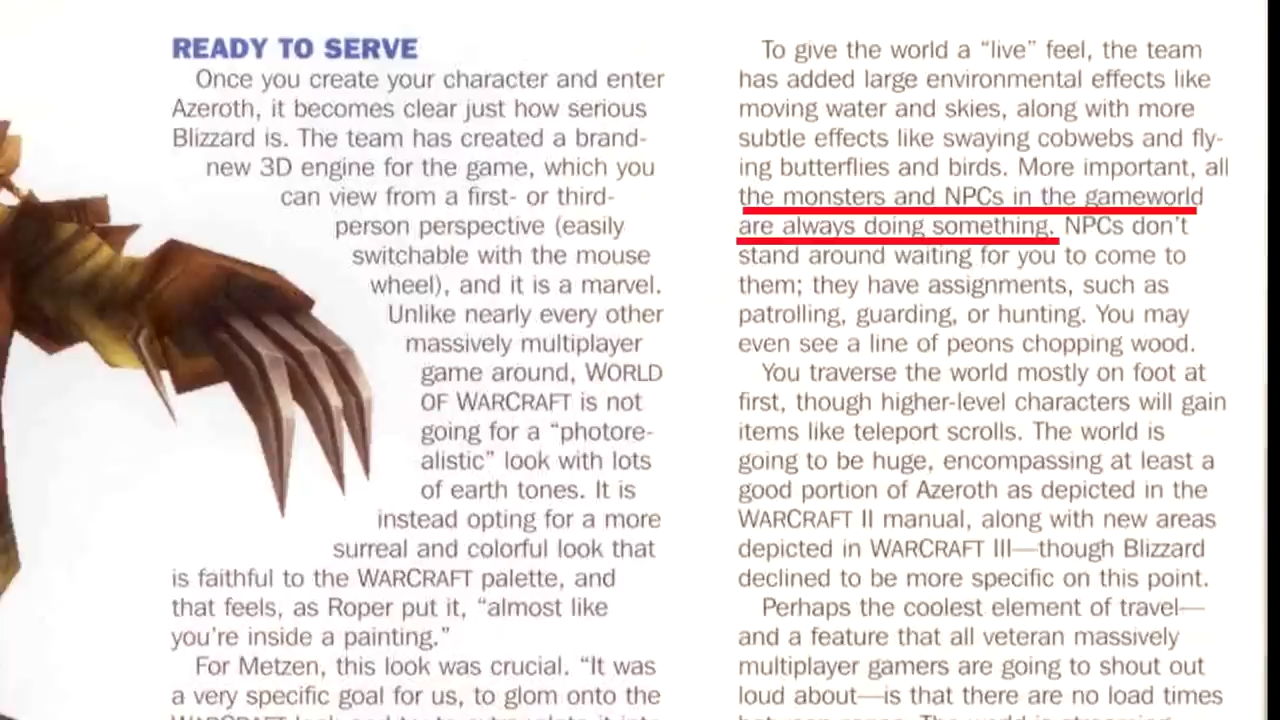 READY TO SERVE
Once you create your character and enter
Azeroth, it becomes clear just how serious
Blizzard is. The team has created a brand-
new 3D engine for the game, which you
can view from a first- or third-
person perspective (easily
switchable with the mouse
wheel), and it is a marvel.
Unlike nearly every other
massively multiplayer
game around, WORLD
OF WARCRAFT is not
going for a “photore-
alistic” look with lots
of earth tones. It is
instead opting for a more
surreal and colorful look that
is faithful to the WARCRAFT palette, and
that feels, as Roper put it, “almost like
you’re inside a painting.”
For Metzen, this look was crucial. “It was
a very specific goal for us, to glom onto the
To give the world a “live” feel, the team
has added large environmental effects like
moving water and skies, along with more
subtle effects like swaying cobwebs and fly-
ing butterflies and birds. More important, all
the monsters and NPCs in the gameworld
are always doing something. NPCs don’t
stand around waiting for you to come to
them; they have assignments, such as
patrolling, guarding, or hunting. You may
even see a line of peons chopping wood.
You traverse the world mostly on foot at
first, though higher-level characters will gain
items like teleport scrolls. The world is
going to be huge, encompassing at least a
good portion of Azeroth as depicted in the
WARCRAFT II manual, along with new areas
depicted in WARCRAFT III—though Blizzard
declined to be more specific on this point.
Perhaps the coolest element of travel—
and a feature that all veteran massively
multiplayer gamers are going to shout out
loud about—is that there are no load times